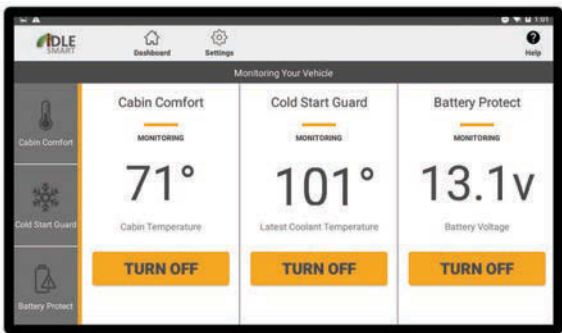 1:01
IDLE
SMART
Dashboard
Settings
Help
Monitoring Your Vehicle
Cabin Comfort
Cold Start Guard
Battery Protect
Cabin Comfort
MONITORING
71°
Cabin Temperature
TURN OFF
Cold Start Guard
MONITORING
101°
Latest Coolant Temperature
TURN OFF
Battery Protect
MONITORING
13.1v
Battery Voltage
TURN OFF